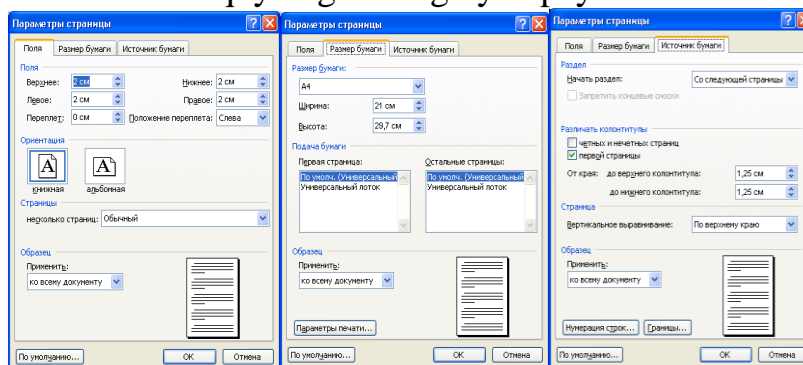 Параметры страницы
Поля Размер бумаги Источник бумаги
Поля
Верхнее: 2 см Нижнее: 2 см
Левое: 2 см Правое: 2 см
Переплет: 0 см Положение переплета: Слева
Ориентация
книжная альбомная
Страницы
несколько страниц: Обычный
Образец
Применить:
ко всему документу
По умолчанию... ОК Отмена
Параметры страницы
Поля Размер бумаги Источник бумаги
Размер бумаги:
A4
Ширина: 21 см
Высота: 29,7 см
Подача бумаги
Первая страница: Остальные страницы:
По умолч. (Универсальный По умолч. (Универсальный
Универсальный лоток Универсальный лоток
Образец
Применить:
ко всему документу
Параметры печати...
По умолчанию... ОК Отмена
Параметры страницы
Поля Размер бумаги Источник бумаги
Раздел
Начать раздел: Со следующей страницы
Запретить концевые сноски
Различать колонтитулы
четных и нечетных страниц
первой страницы
От края: до верхнего колонтитула: 1,25 см
до нижнего колонтитула: 1,25 см
Страница
Вертикальное выравнивание: По верхнему краю
Образец
Применить:
ко всему документу
Нумерация строк... Границы...
По умолчанию... ОК Отмена